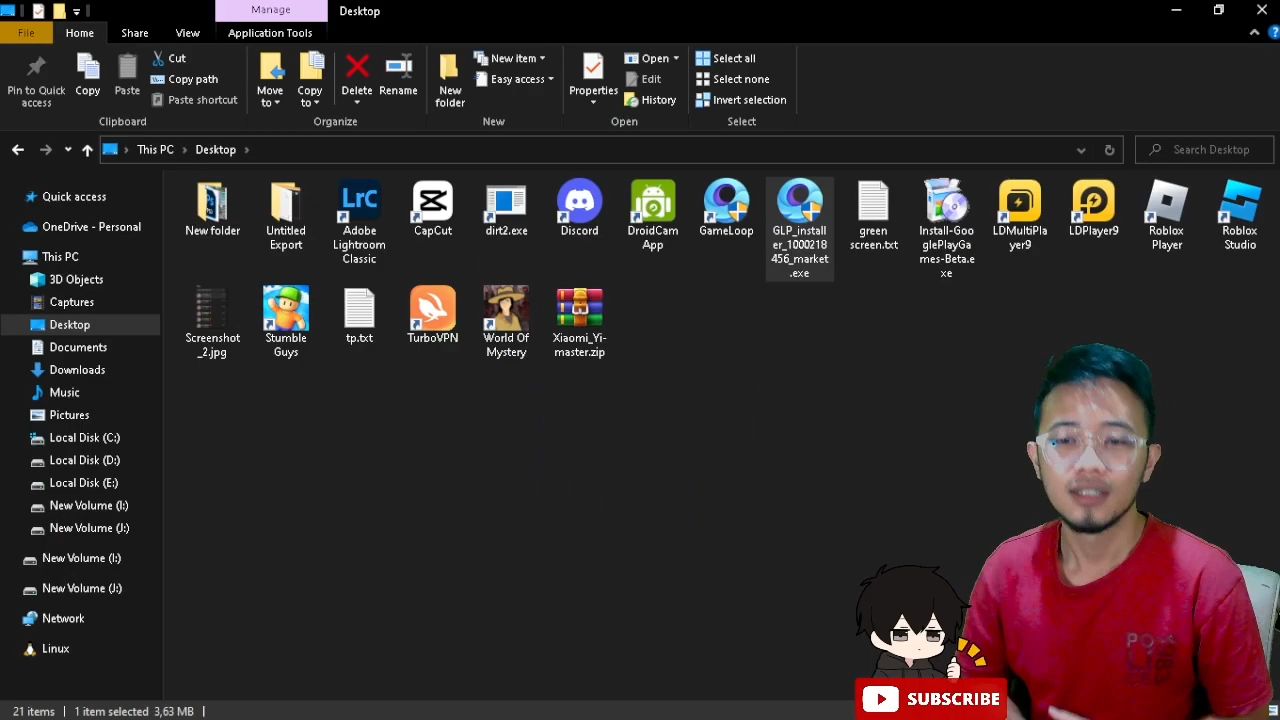 Manage
Desktop
File
Home
Share
View
Application Tools
Pin to Quick
access
Copy
Paste
Cut
Copy path
Paste shortcut
Clipboard
Move
to
Copy
to
Delete
Rename
Organize
New
folder
New item
Easy access
New
Properties
Open
Edit
History
Open
Select all
Select none
Invert selection
Select
This PC
Desktop
Search Desktop
Quick access
OneDrive - Personal
This PC
3D Objects
Captures
Desktop
Documents
Downloads
Music
Pictures
Local Disk (C:)
Local Disk (D:)
Local Disk (E:)
New Volume (I:)
New Volume (J:)
New Volume (I:)
New Volume (J:)
Network
Linux
New folder
Untitled
Export
LrC
Adobe
Lightroom
Classic
CapCut
dirt2.exe
Discord
DroidCam
App
GameLoop
GLP_install
er_1000218
456_market
.exe
green
screen.txt
Install-Goo
glePlayGa
mes-Beta.e
xe
LDMultiPla
yer9
LDPlayer9
Roblox
Player
Roblox
Studio
Screenshot
_2.jpg
Stumble
Guys
tp.txt
TurboVPN
World Of
Mystery
Xiaomi_Yi-
master.zip
SUBSCRIBE
21 items
1 item selected 3,63 MB